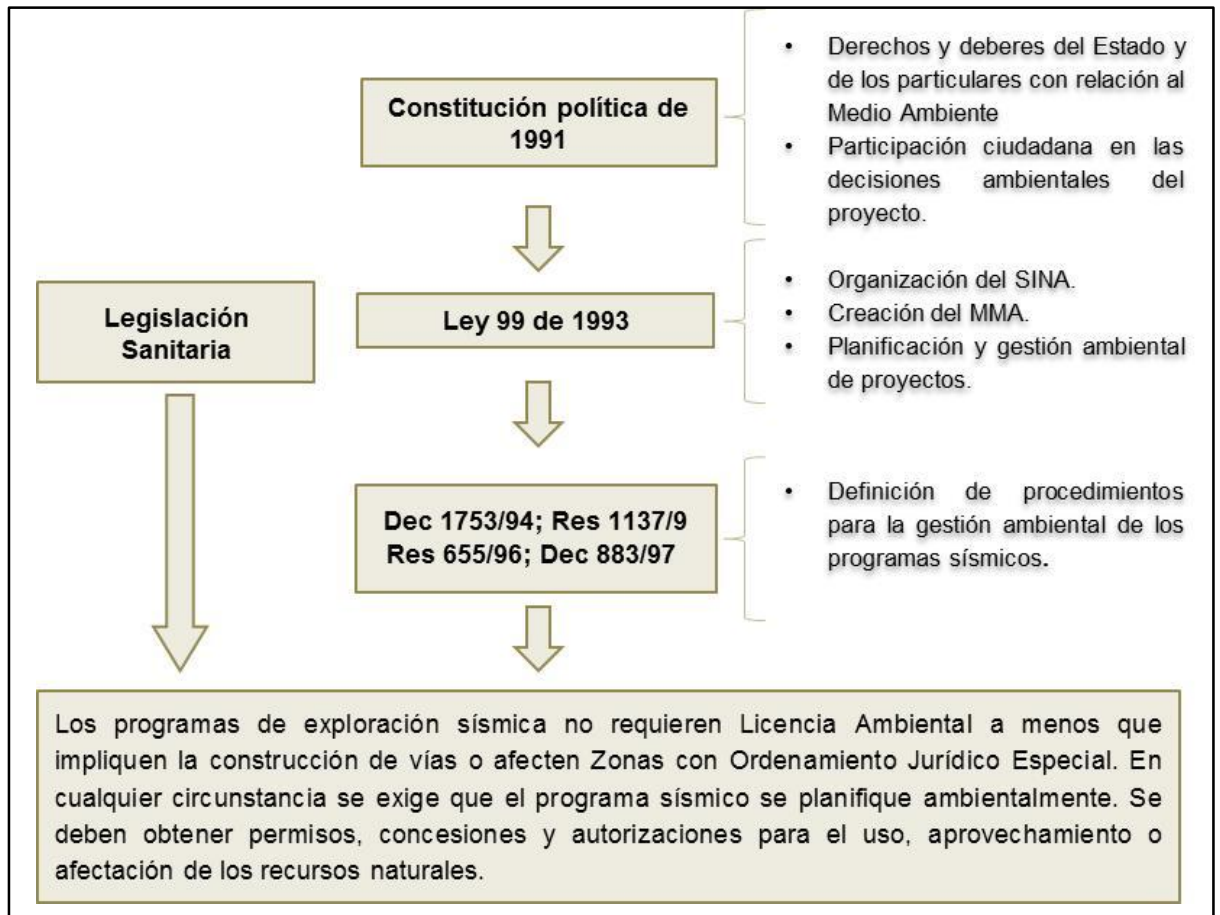 Constitución política de
1991
• Derechos y deberes del Estado y
de los particulares con relación al
Medio Ambiente
• Participación ciudadana en las
decisiones ambientales del
proyecto.
Legislación
Sanitaria
Ley 99 de 1993
• Organización del SINA.
• Creación del MMA.
• Planificación y gestión ambiental
de proyectos.
Dec 1753/94; Res 1137/9
Res 655/96; Dec 883/97
• Definición de procedimientos
para la gestión ambiental de los
programas sísmicos.
Los programas de exploración sísmica no requieren Licencia Ambiental a menos que
impliquen la construcción de vías o afecten Zonas con Ordenamiento Jurídico Especial. En
cualquier circunstancia se exige que el programa sísmico se planifique ambientalmente. Se
deben obtener permisos, concesiones y autorizaciones para el uso, aprovechamiento o
afectación de los recursos naturales.